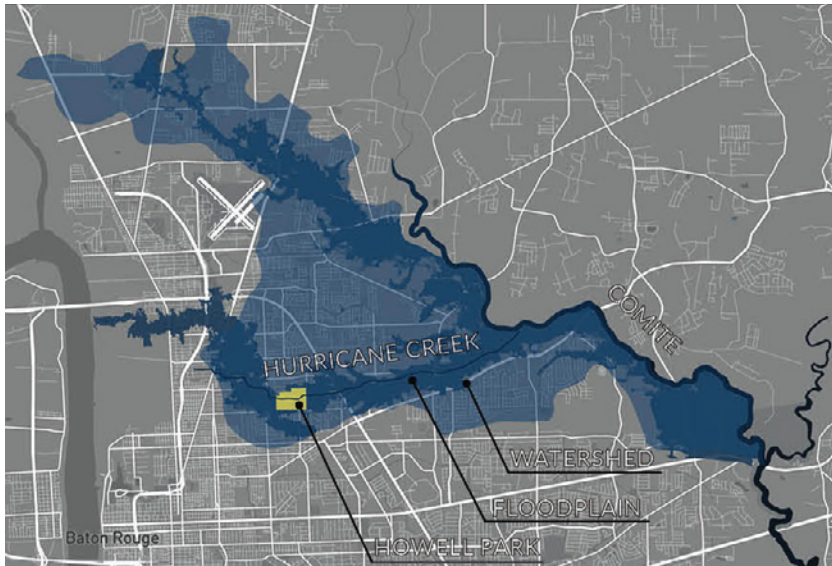 COMITE
HURRICANE CREEK
WATERSHED
FLOODPLAIN
Baton Rouge
HOWELL PARK